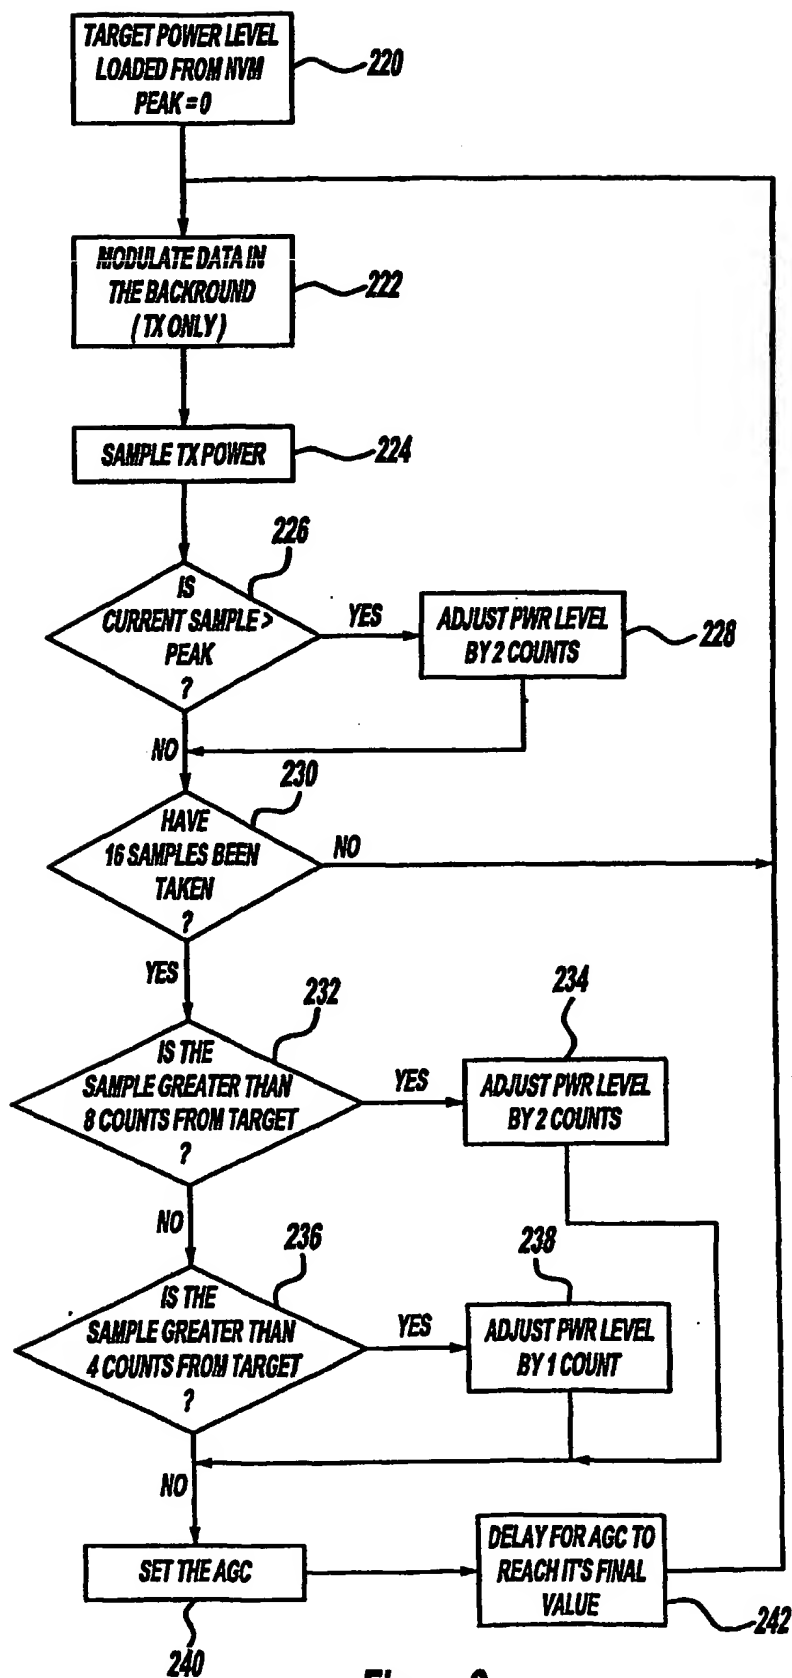 TARGET POWER LEVEL
LOADED FROM NVM
PEAK = 0
220
MODULATE DATA IN
THE BACKROUND
( TX ONLY )
222
SAMPLE TX POWER
224
226
IS
CURRENT SAMPLE >
PEAK
?
YES
ADJUST PWR LEVEL
BY 2 COUNTS
228
NO
230
HAVE
16 SAMPLES BEEN
TAKEN
?
NO
YES
232
IS THE
SAMPLE GREATER THAN
8 COUNTS FROM TARGET
?
YES
234
ADJUST PWR LEVEL
BY 2 COUNTS
NO
236
IS THE
SAMPLE GREATER THAN
4 COUNTS FROM TARGET
?
YES
238
ADJUST PWR LEVEL
BY 1 COUNT
NO
SET THE AGC
240
DELAY FOR AGC TO
REACH IT'S FINAL
VALUE
242